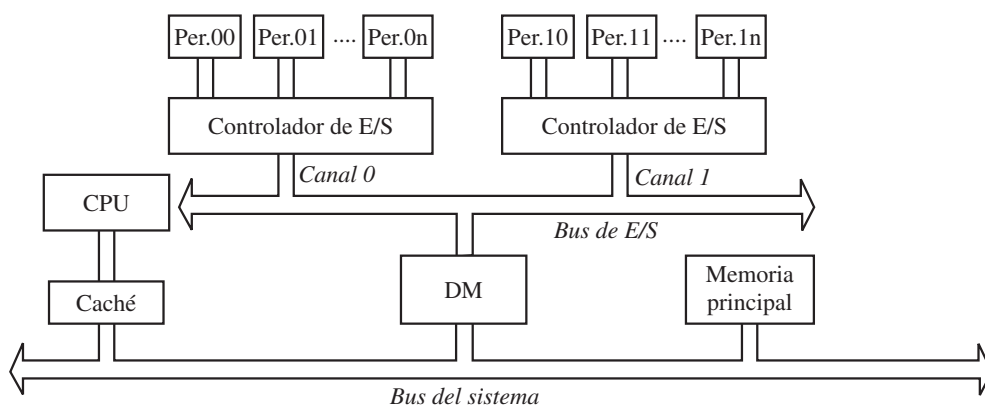 Per.00 Per.01 .... Per.0n Per.10 Per.11 .... Per.1n
Controlador de E/S Controlador de E/S
Canal 0 Canal 1
CPU
Bus de E/S
Caché
DM
Memoria
principal
Bus del sistema